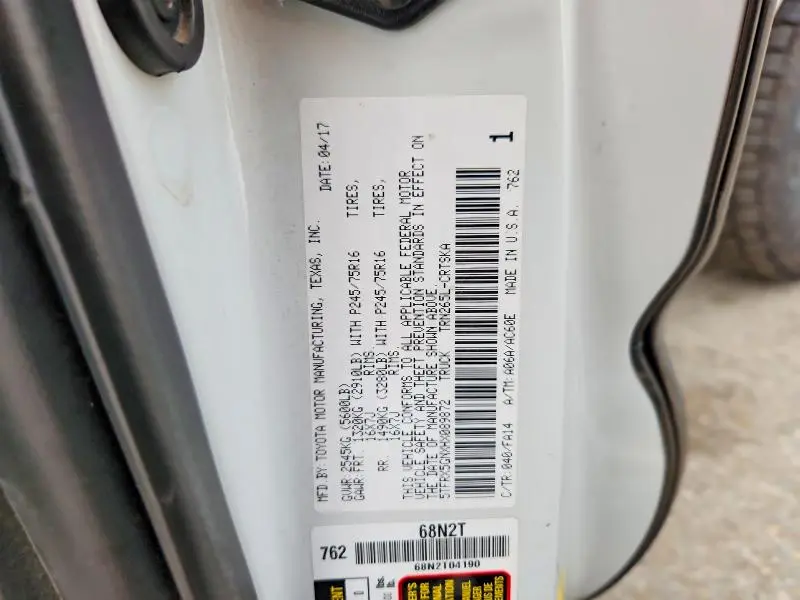 MFD.BY:TOYOTA MOTOR MANUFACTURING, TEXAS, INC. DATE:04/17
GVWR:2545KG (5600LB)
GAWR:FRT. 1320KG (2910LB) WITH P245/75R16 TIRES,
16X7J RIMS,
RR. 1490KG (3280LB) WITH P245/75R16 TIRES,
16X7J RIMS.
THIS VEHICLE CONFORMS TO ALL APPLICABLE FEDERAL MOTOR
VEHICLE SAFETY AND THEFT PREVENTION STANDARDS IN EFFECT ON
THE DATE OF MANUFACTURE SHOWN ABOVE.
5TFRX5GNXHX089872 TRUCK TRN265L-CRTSKA
C/TR:040/FA14 A/TM:A06A/AC60E MADE IN U.S.A. 762
1
68N2T
762
68N2T04190
lbs.
lb.